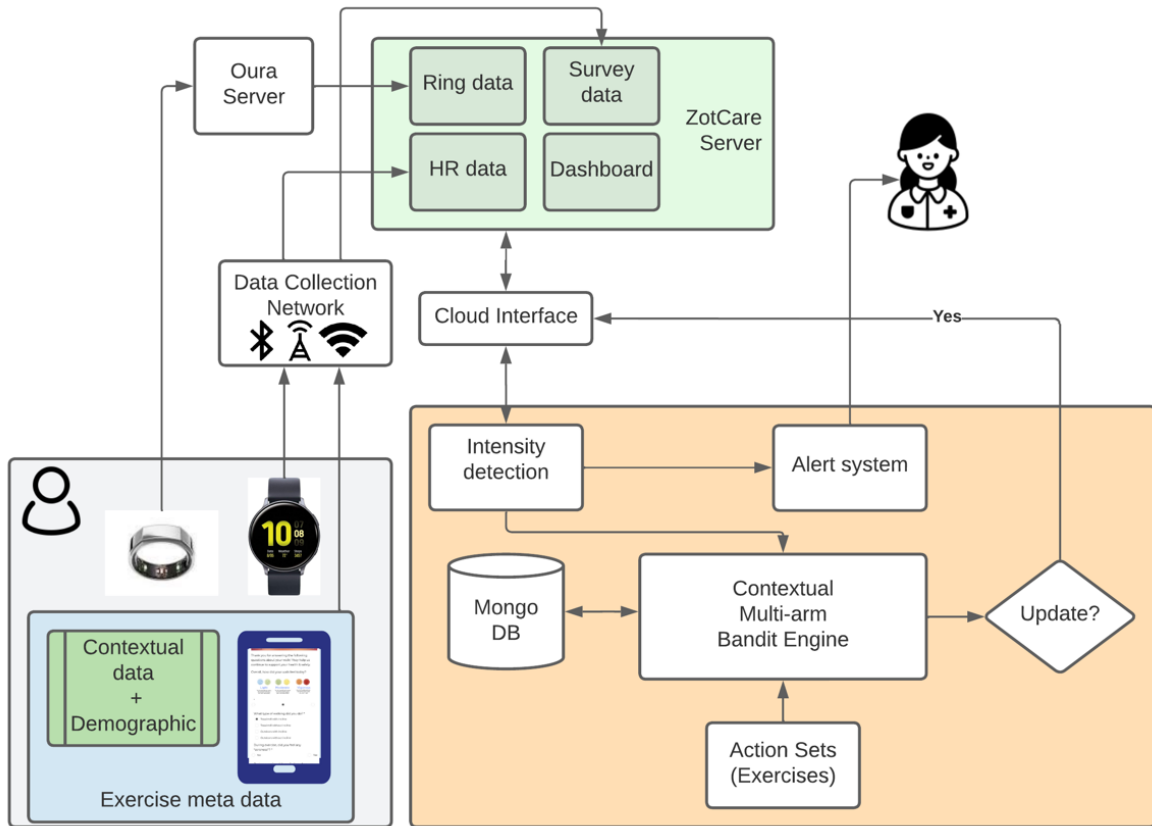 Oura
Server
Ring data
Survey
data
ZotCare
Server
HR data
Dashboard
Data Collection
Network
Cloud Interface
Yes
Intensity
detection
Alert system
10
08
Mongo
DB
Contextual
Multi-arm
Bandit Engine
Update?
Contextual
data
+
Demographic
Action Sets
(Exercises)
Exercise meta data